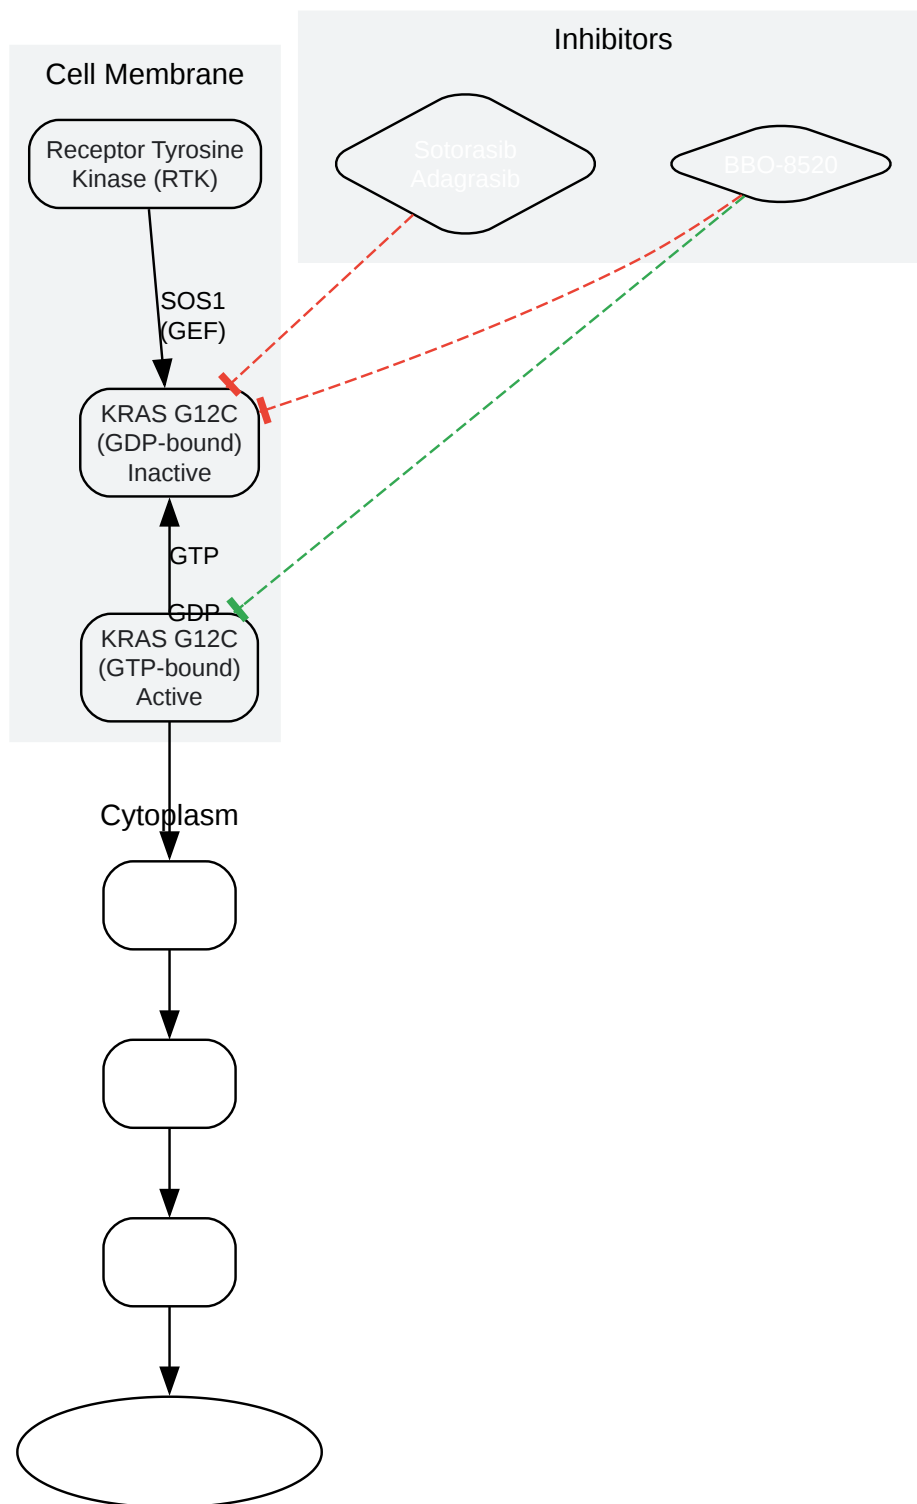 Inhibitors
Cell Membrane
Receptor Tyrosine
Kinase (RTK)
Sotorasib
Adagrasib
BBO-8520
SOS1
(GEF)
KRAS G12C
(GDP-bound)
Inactive
GTP
GDP
KRAS G12C
(GTP-bound)
Active
Cytoplasm